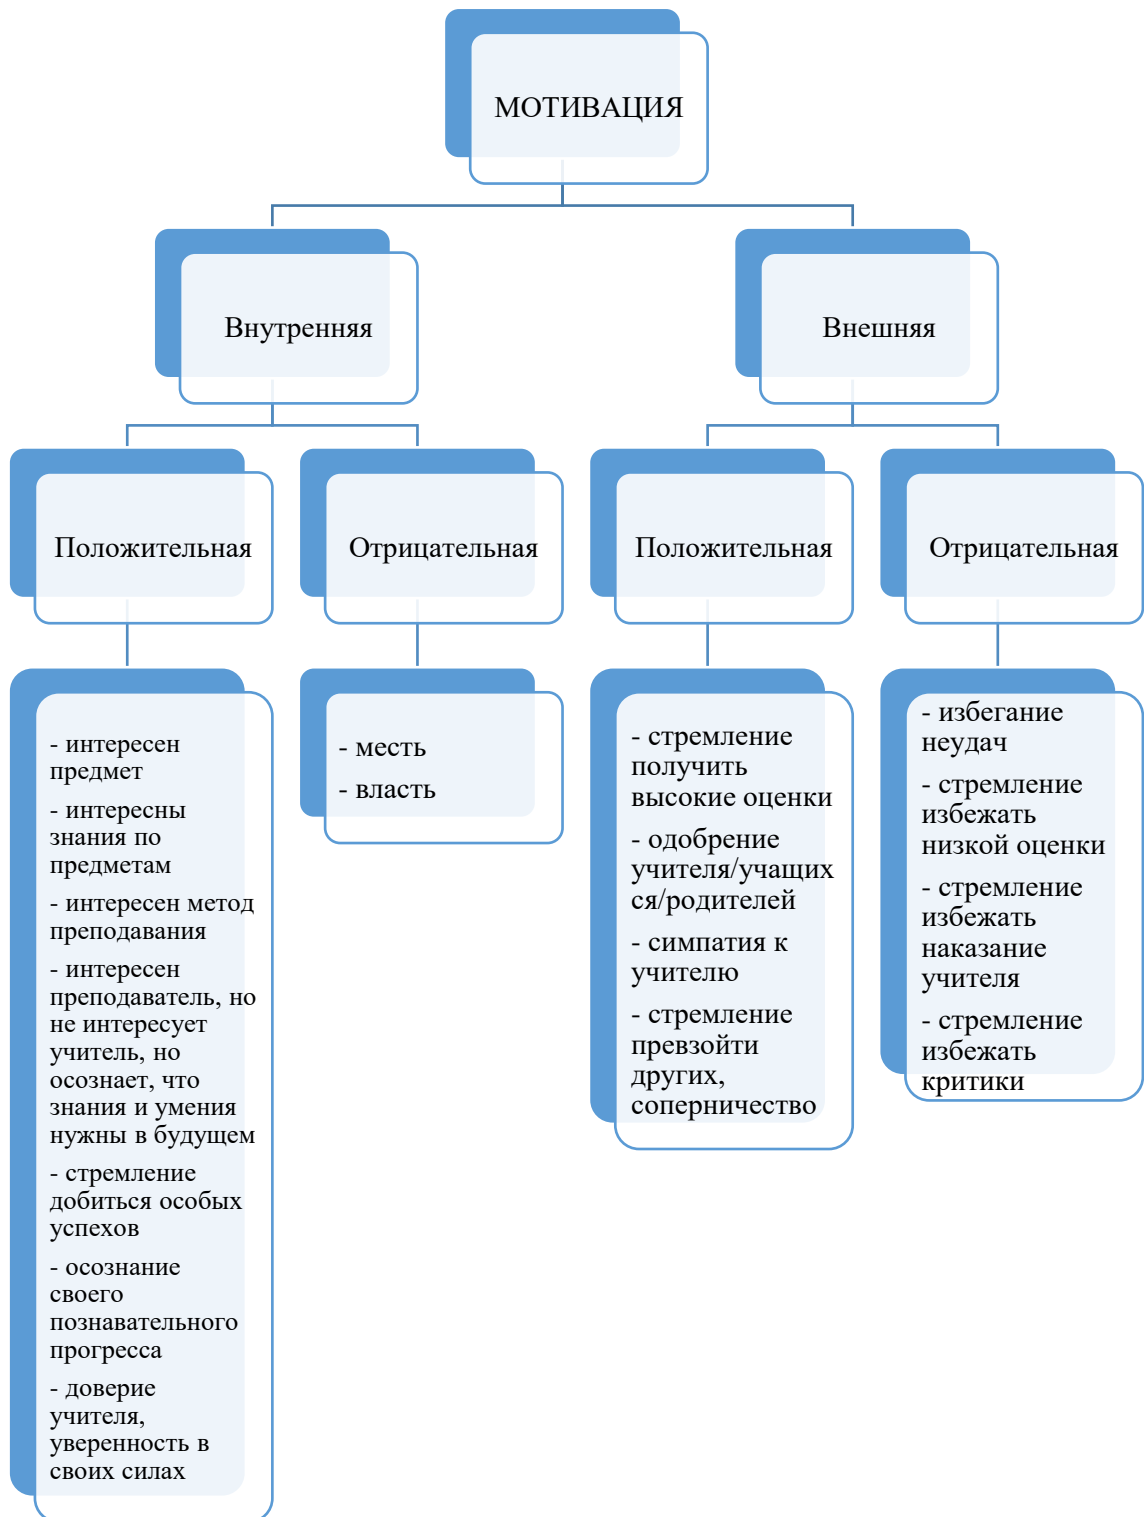 МОТИВАЦИЯ
Внутренняя
Внешняя
Положительная
Отрицательная
Положительная
Отрицательная
- интересен
предмет
- интересны
знания по
предметам
- интересен метод
преподавания
- интересен
преподаватель, но
не интересует
учитель, но
осознает, что
знания и умения
нужны в будущем
- стремление
добиться особых
успехов
- осознание
своего
познавательного
прогресса
- доверие
учителя,
уверенность в
своих силах
- месть
- власть
- стремление
получить
высокие оценки
- одобрение
учителя/учащих
ся/родителей
- симпатия к
учителю
- стремление
превзойти
других,
соперничество
- избегание
неудач
- стремление
избежать
низкой оценки
- стремление
избежать
наказание
учителя
- стремление
избежать
критики